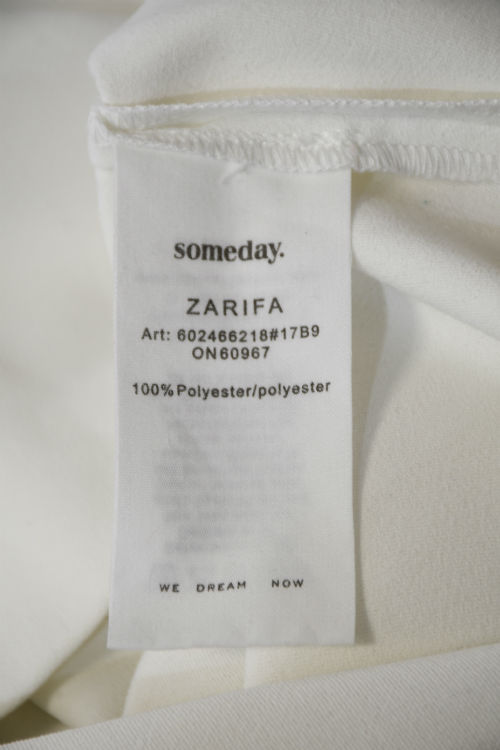 someday.
ZARIFA
Art: 602466218#17B9
ON60967
100%Polyester/polyester
WE DREAM NOW